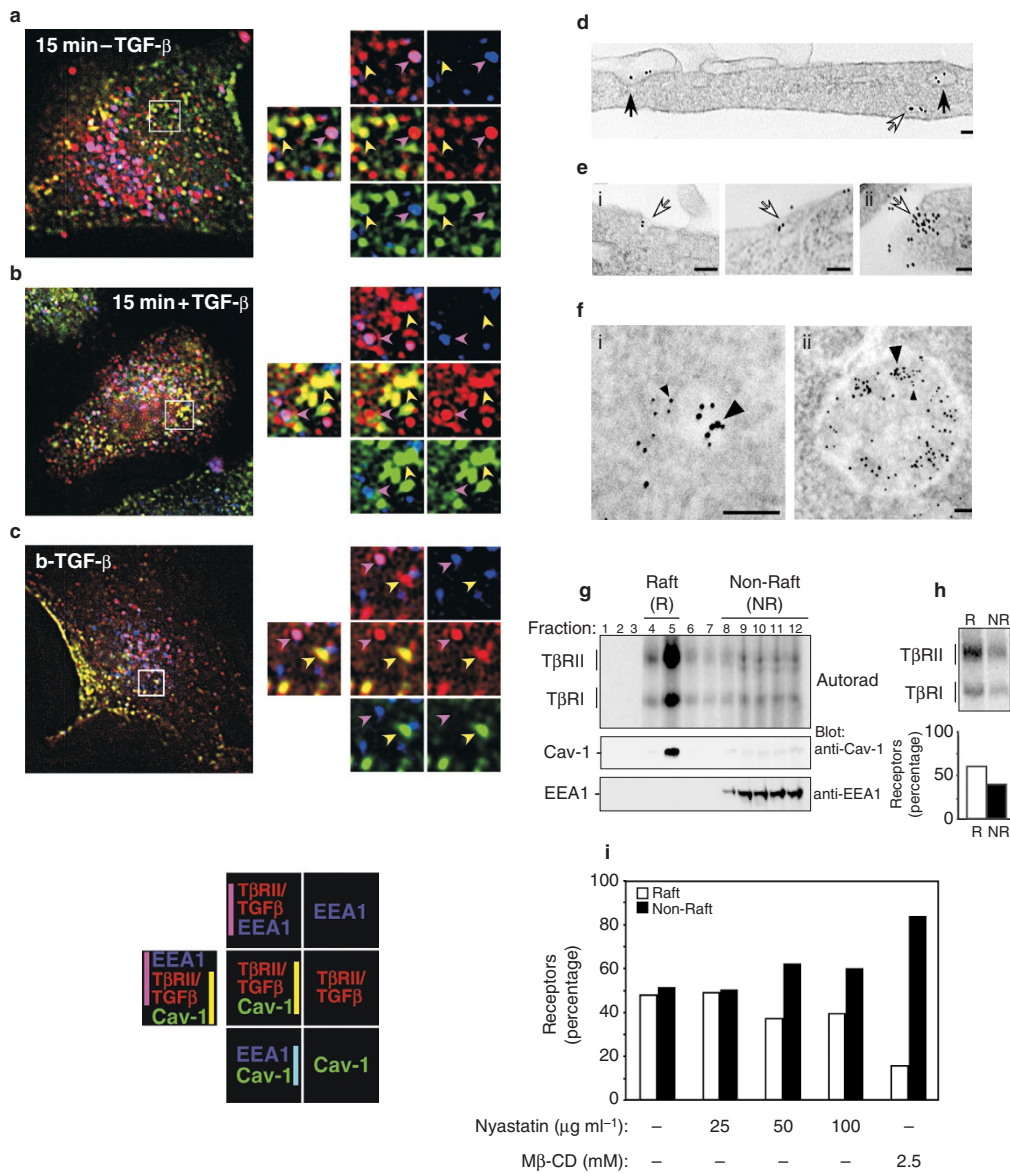 a
15 min – TGF-β
b
15 min + TGF-β
c
b-TGF-β
TβRII/
TGFβ
EEA1
EEA1
EEA1
TβRII/
TGFβ
Cav-1
TβRII/
TGFβ
Cav-1
TβRII/
TGFβ
EEA1
Cav-1
Cav-1
d
e
i
ii
f
i
ii
g
Raft
(R)
Non-Raft
(NR)
Fraction: 1 2 3 4 5 6 7 8 9 10 11 12
TβRII
TβRI
Autorad
Cav-1
Blot:
anti-Cav-1
EEA1
anti-EEA1
h
R NR
TβRII
TβRI
100
50
0
Receptors
(percentage)
R NR
i
100
80
60
40
20
0
Receptors
(percentage)
Raft
Non-Raft
Nyastatin (μg ml⁻¹): – 25 50 100 –
Mβ-CD (mM): – – – – 2.5